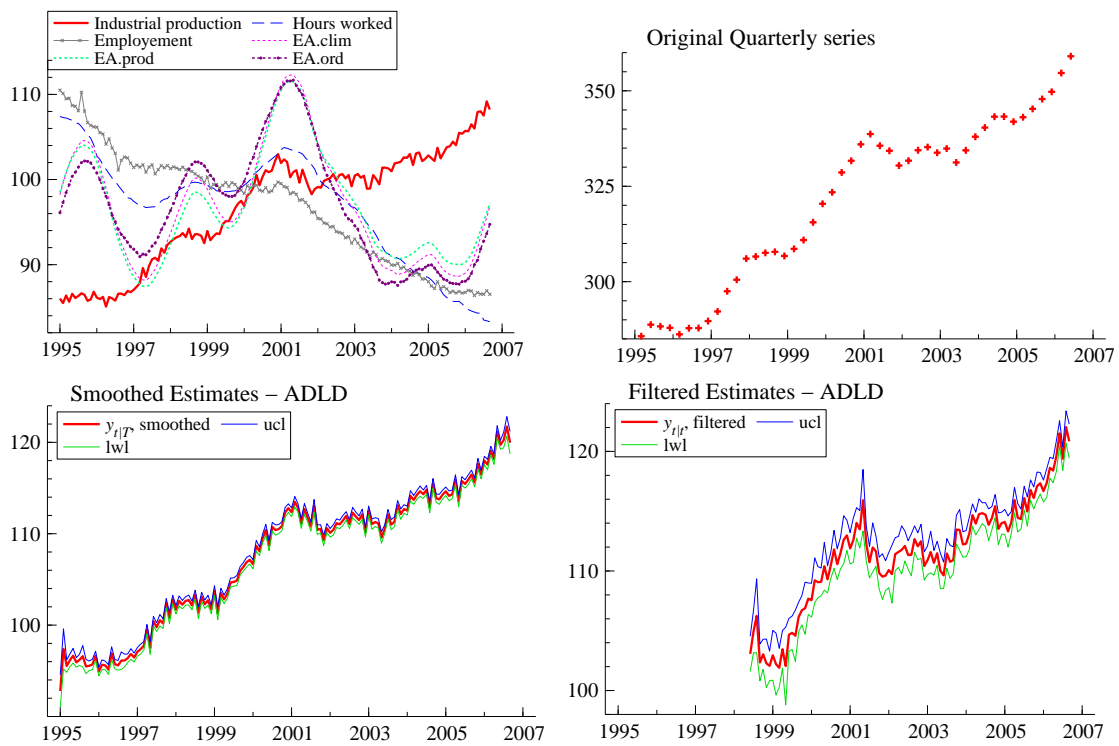 Industrial production
Hours worked
Employement
EA.clim
EA.prod
EA.ord
110
100
90
1995 1997 1999 2001 2003 2005 2007
Original Quarterly series
350
325
300
1995 1997 1999 2001 2003 2005 2007
Smoothed Estimates – ADLD
y_{t|T}, smoothed
ucl
lwl
120
110
100
1995 1997 1999 2001 2003 2005 2007
Filtered Estimates – ADLD
y_{t|t}, filtered
ucl
lwl
120
110
100
1995 1997 1999 2001 2003 2005 2007